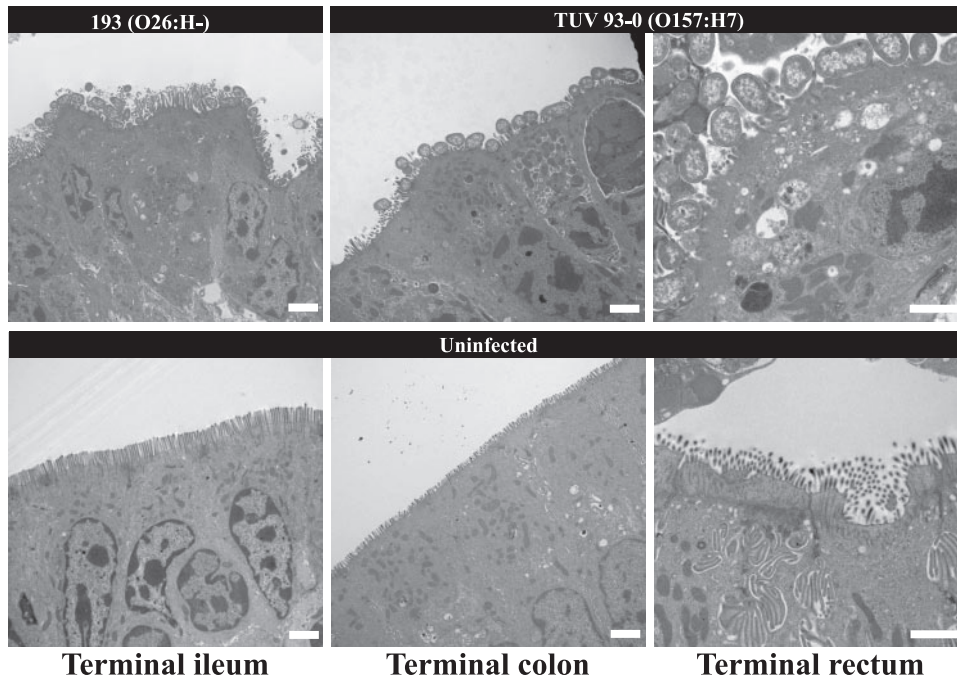 193 (O26:H-)
TUV 93-0 (O157:H7)
Uninfected
Terminal ileum
Terminal colon
Terminal rectum